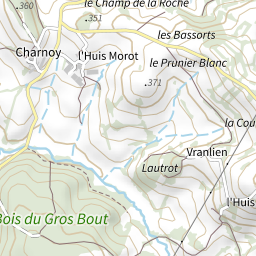 le Champ de la Roche
.360
.351
les Bassorts
Charnoy
l'Huis Morot
le Prunier Blanc
.371
la Cou
Vranlien
Lautrot
l'Huis
Bois du Gros Bout